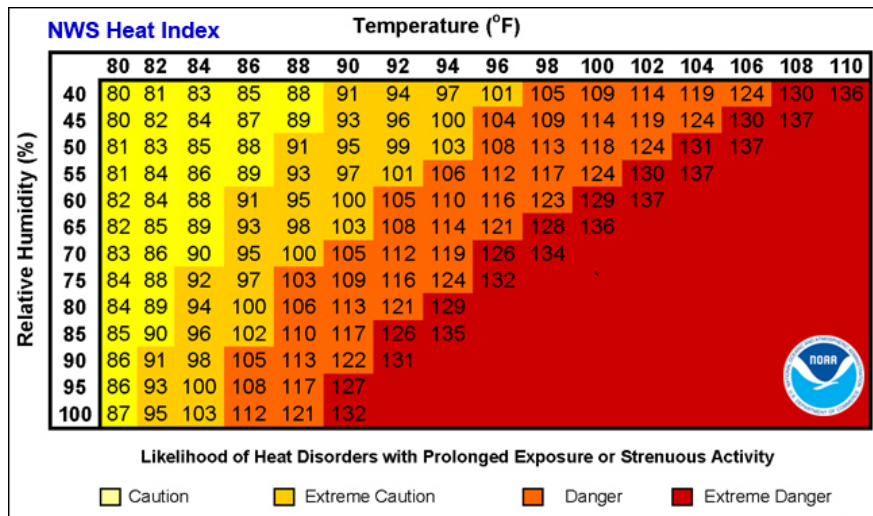 NWS Heat Index Temperature (°F)
80 82 84 86 88 90 92 94 96 98 100 102 104 106 108 110
40 80 81 83 85 88 91 94 97 101 105 109 114 119 124 130 136
45 80 82 84 87 89 93 96 100 104 109 114 119 124 130 137
50 81 83 85 88 91 95 99 103 108 113 118 124 131 137
55 81 84 86 89 93 97 101 106 112 117 124 130 137
60 82 84 88 91 95 100 105 110 116 123 129 137
65 82 85 89 93 98 103 108 114 121 128 136
70 83 86 90 95 100 105 112 119 126 134
75 84 88 92 97 103 109 116 124 132
80 84 89 94 100 106 113 121 129
85 85 90 96 102 110 117 126 135
90 86 91 98 105 113 122 131
95 86 93 100 108 117 127
100 87 95 103 112 121 132
Relative Humidity (%)
NOAA
Likelihood of Heat Disorders with Prolonged Exposure or Strenuous Activity
Caution Extreme Caution Danger Extreme Danger